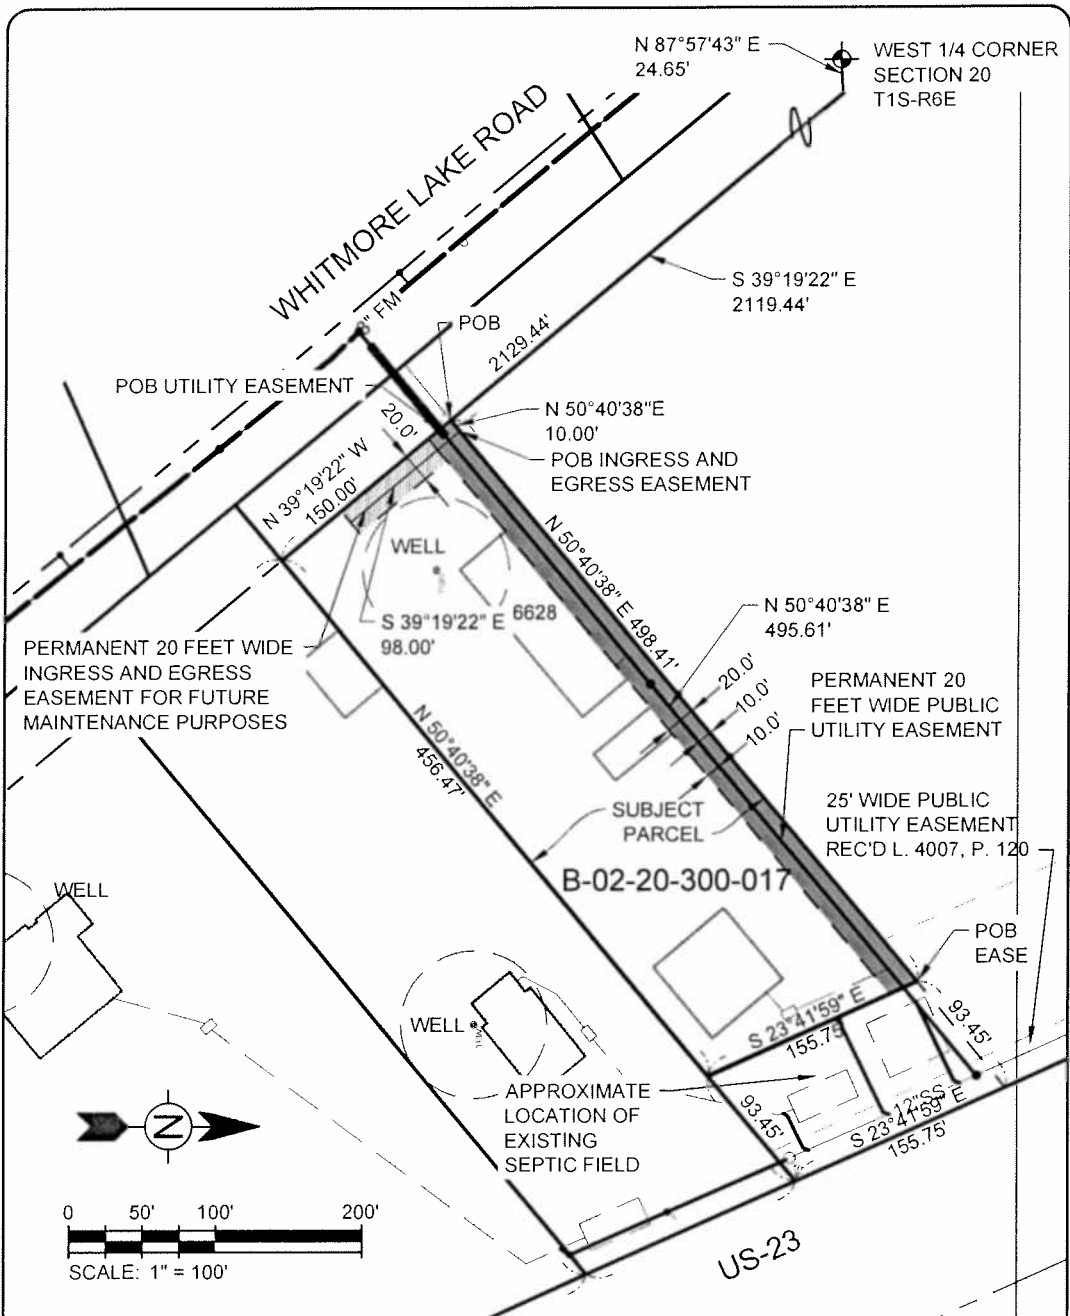 N 87°57'43" E
24.65'
WEST 1/4 CORNER
SECTION 20
T1S-R6E
WHITMORE LAKE ROAD
S 39°19'22" E
2119.44'
8" FM
POB
2129.44'
POB UTILITY EASEMENT
20.0'
N 50°40'38"E
10.00'
POB INGRESS AND
EGRESS EASEMENT
N 39°19'22" W
150.00'
WELL
N 50°40'38" E 498.41'
S 39°19'22" E
98.00'
6628
N 50°40'38" E
495.61'
PERMANENT 20 FEET WIDE
INGRESS AND EGRESS
EASEMENT FOR FUTURE
MAINTENANCE PURPOSES
20.0'
10.0'
10.0'
PERMANENT 20
FEET WIDE PUBLIC
UTILITY EASEMENT
N 50°40'38" E
456.47'
SUBJECT
PARCEL
25' WIDE PUBLIC
UTILITY EASEMENT
REC'D L. 4007, P. 120
B-02-20-300-017
WELL
POB
EASE
WELL
WELL
S 23°41'59" E
155.75'
93.45'
APPROXIMATE
LOCATION OF
EXISTING
SEPTIC FIELD
93.45'
12"SS
S 23°41'59" E
155.75'
N
0 50' 100' 200'
SCALE: 1" = 100'
US-23